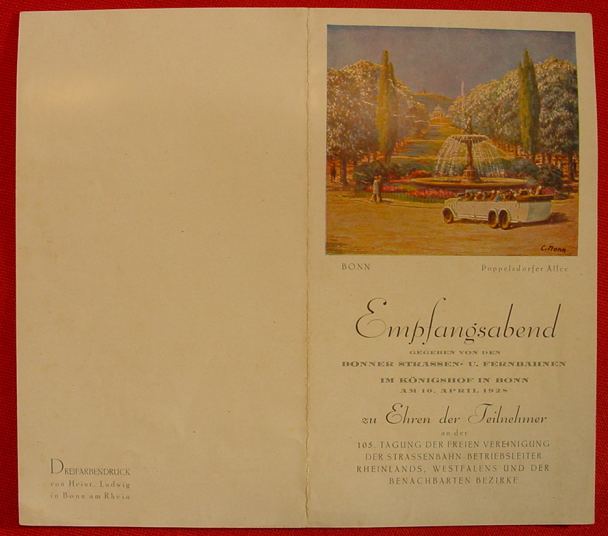 C. Nonn
BONN Poppelsdorfer Allee
Empfangsabend
GEGEBEN VON DEN
BONNER STRASSEN- U. FERNBAHNEN
IM KÖNIGSHOF IN BONN
AM 10. APRIL 1928
zu Ehren der Teilnehmer
an der
105. TAGUNG DER FREIEN VEREINIGUNG
DER STRASSENBAHN-BETRIEBSLEITER
RHEINLANDS, WESTFALENS UND DER
BENACHBARTEN BEZIRKE
DREIFARBENDRUCK
von Heinr. Ludwig
in Bonn am Rhein